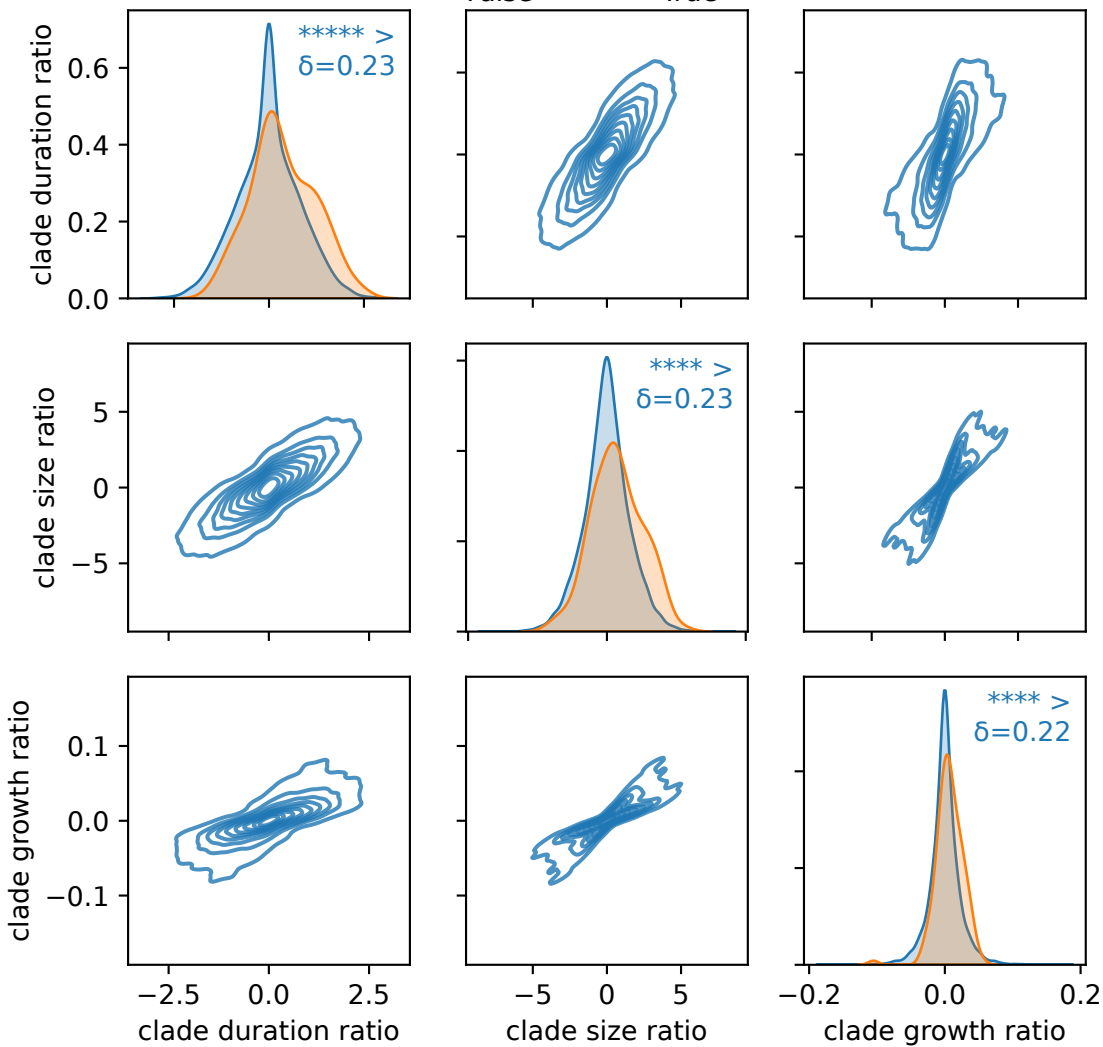 clade duration ratio
0.6
0.4
0.2
0.0
***** >
δ=0.23
clade size ratio
5
0
−5
**** >
δ=0.23
clade growth ratio
0.1
0.0
−0.1
**** >
δ=0.22
−2.5 0.0 2.5
−5 0 5
−0.2 0.0 0.2
clade duration ratio
clade size ratio
clade growth ratio